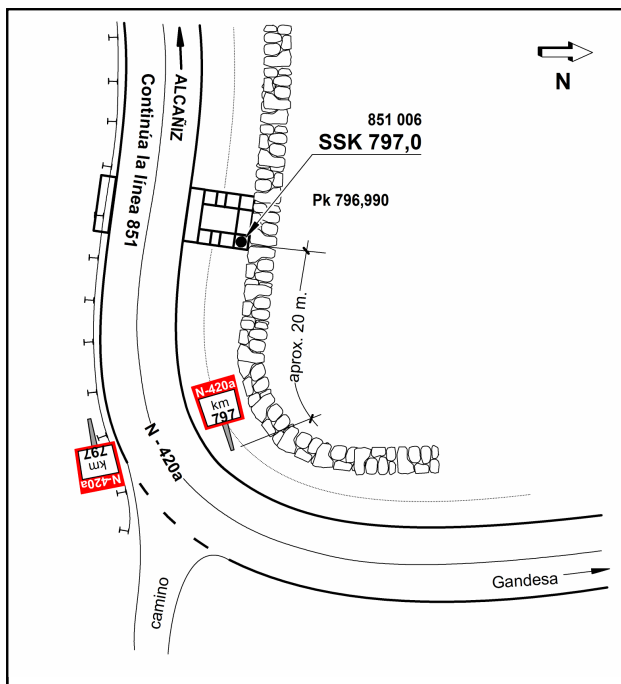 851 006
SSK 797,0
N
ALCAÑIZ
Continúa la línea 851
Pk 796,990
aprox. 20 m.
N-420a
km
797
N - 420a
797
km
N-420a
Gandesa
camino